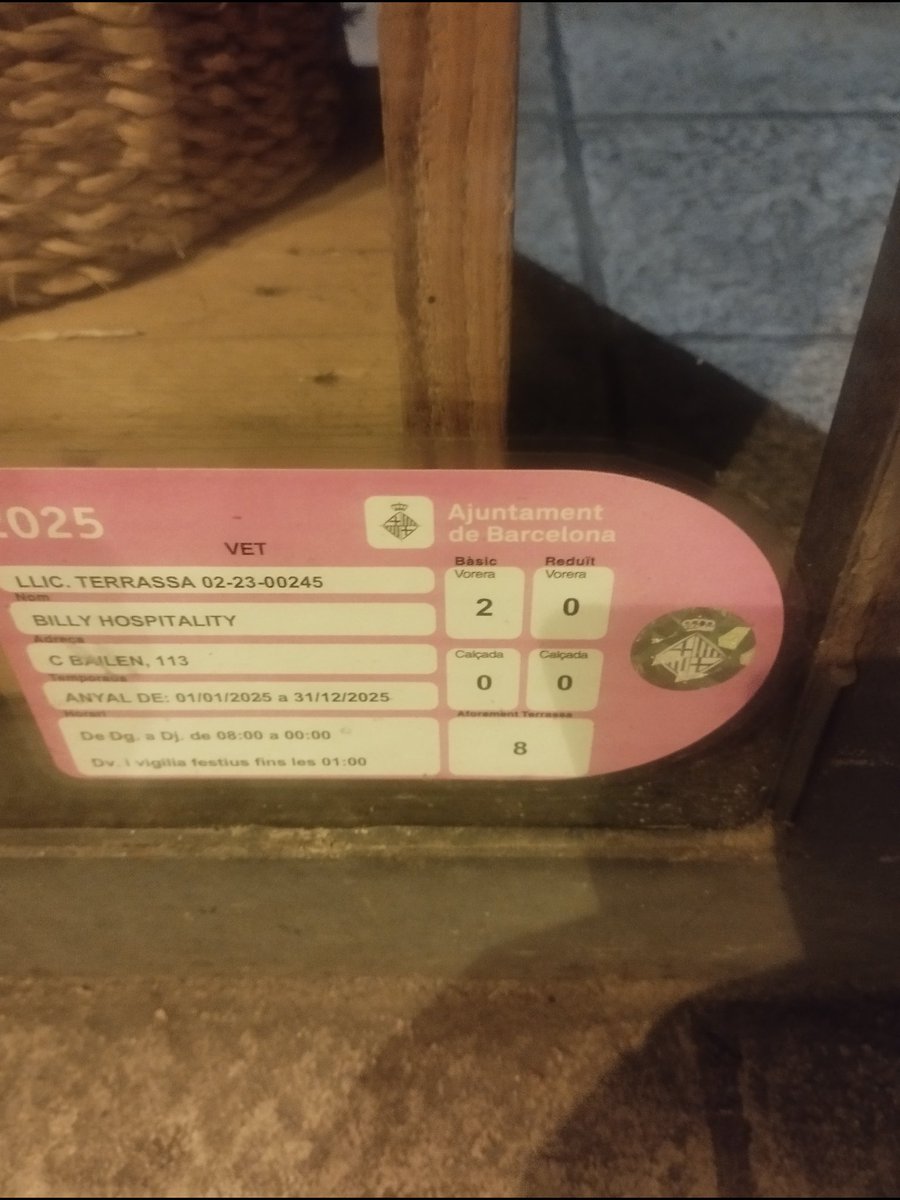 2025
Ajuntament
de Barcelona
VET
LLIC. TERRASSA 02-23-00245
Nom
BILLY HOSPITALITY
Adreça
C BAILEN, 113
Temporada
ANYAL DE: 01/01/2025 a 31/12/2025
Horari
De Dg. a Dj. de 08:00 a 00:00
Dv. i vigília festius fins les 01:00
Bàsic Reduït
Vorera Vorera
2 0
Calçada Calçada
0 0
Aforament Terrassa
8